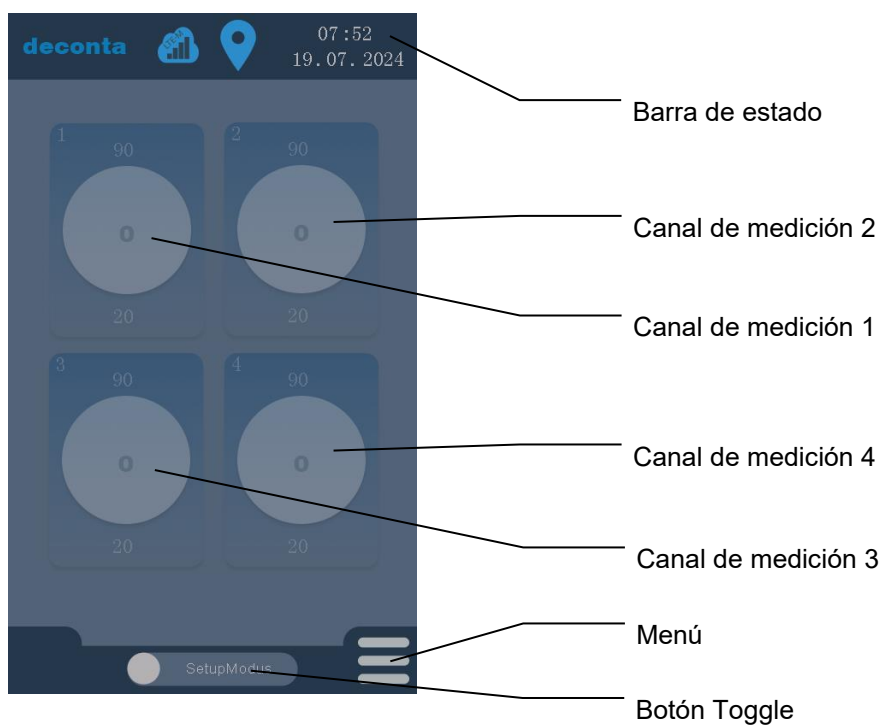 deconta
LTE-M
07:52
19.07.2024
1
90
0
20
2
90
0
20
3
90
0
20
4
90
0
20
SetupModus
Barra de estado
Canal de medición 2
Canal de medición 1
Canal de medición 4
Canal de medición 3
Menú
Botón Toggle